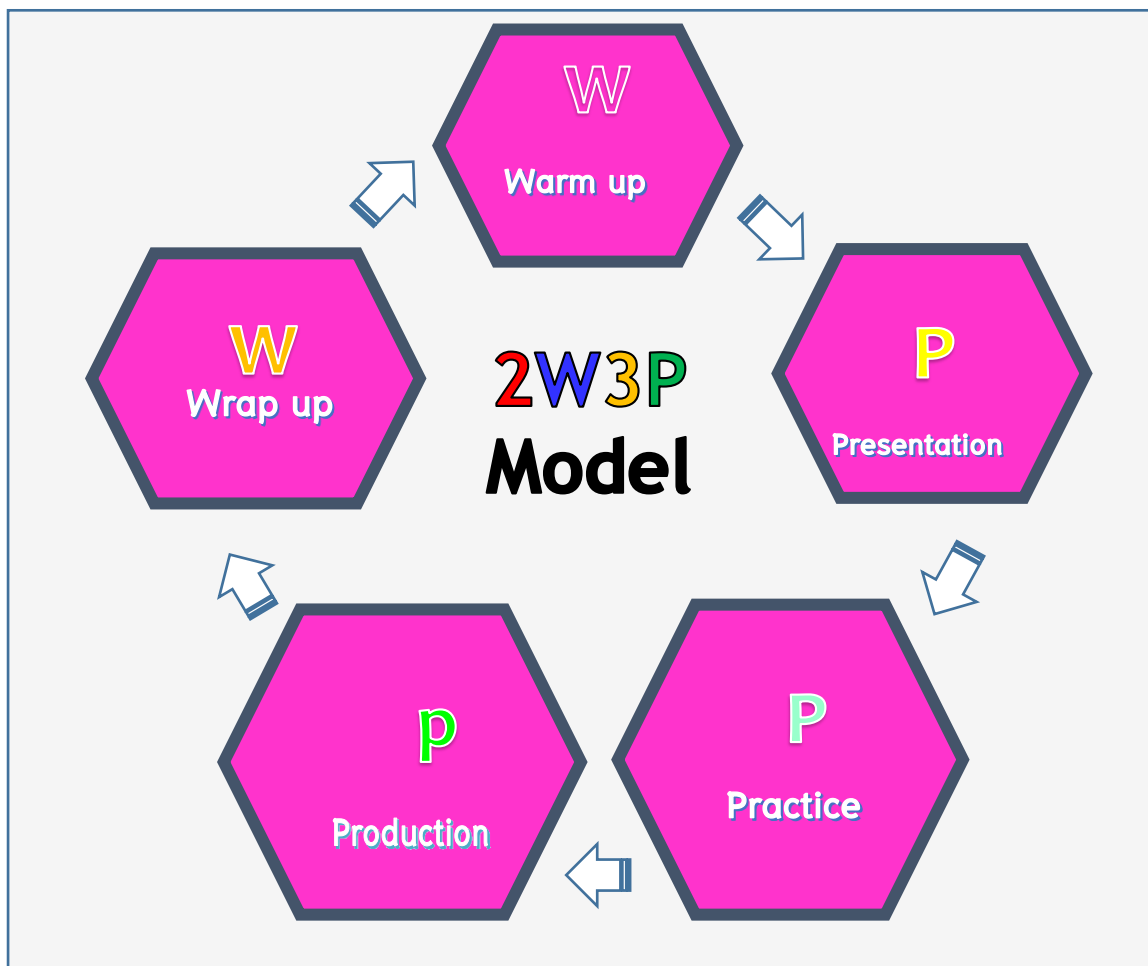 W
Warm up
P
Presentation
P
Practice
p
Production
W
Wrap up
2W3P
Model